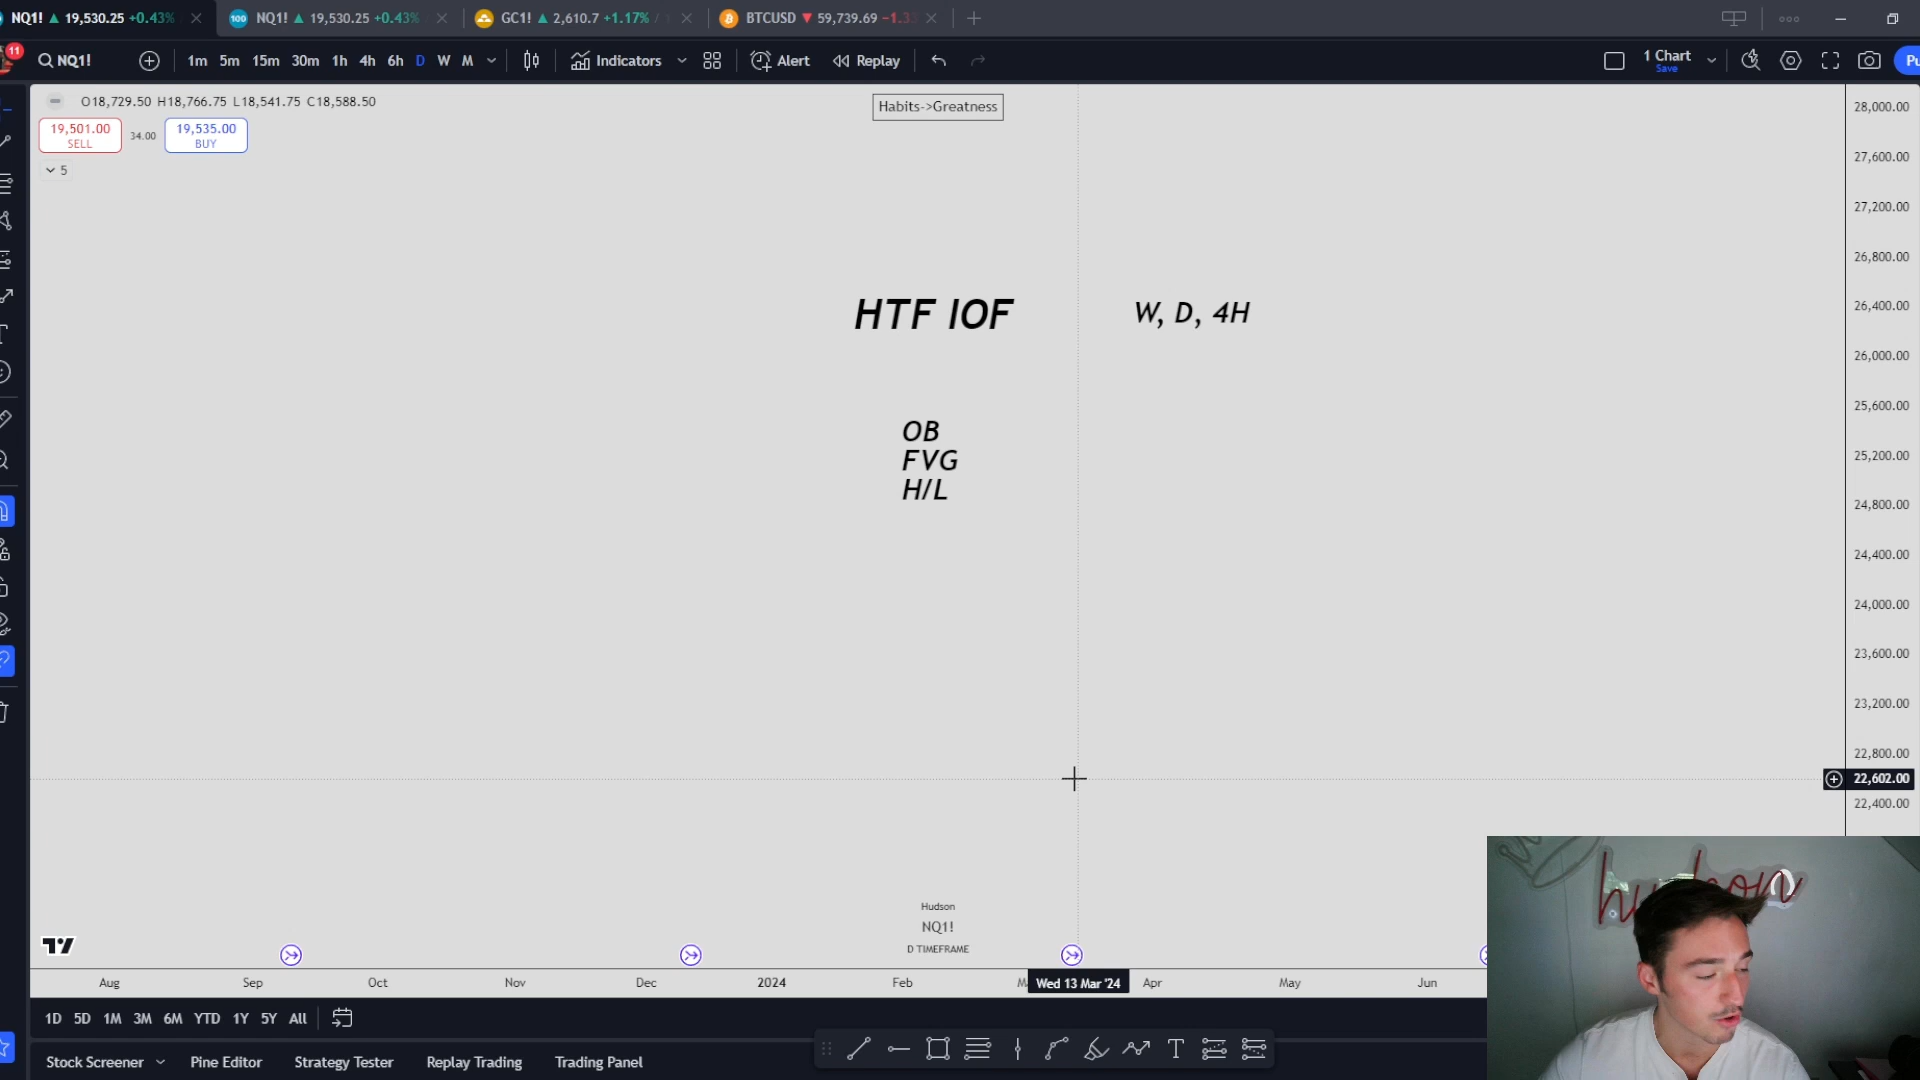 NQ1! 19,530.25 +0.43% NQ1! 19,530.25 +0.43% GC1! 2,610.7 +1.17% BTCUSD 59,739.69 −1.33
11 NQ1! 1m 5m 15m 30m 1h 4h 6h D W M Indicators Alert Replay 1 Chart Save Pu
O18,729.50 H18,766.75 L18,541.75 C18,588.50
Habits->Greatness
19,501.00 SELL 34.00 19,535.00 BUY
5
HTF IOF W, D, 4H
OB
FVG
H/L
28,000.00
27,600.00
27,200.00
26,800.00
26,400.00
26,000.00
25,600.00
25,200.00
24,800.00
24,400.00
24,000.00
23,600.00
23,200.00
22,800.00
22,602.00
22,400.00
hudson
Hudson
NQ1!
D TIMEFRAME
Aug Sep Oct Nov Dec 2024 Feb Wed 13 Mar '24 Apr May Jun
1D 5D 1M 3M 6M YTD 1Y 5Y All
Stock Screener Pine Editor Strategy Tester Replay Trading Trading Panel